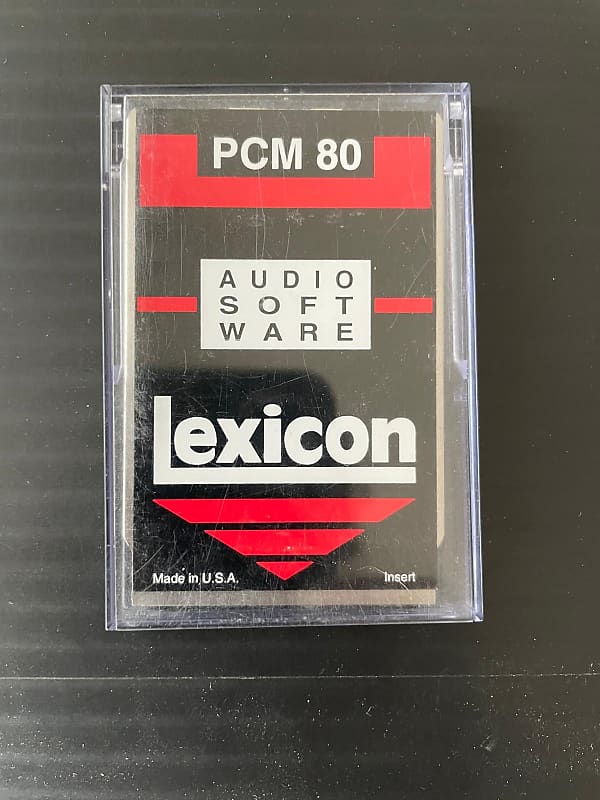 PCM 80
AUDIO
SOFT
WARE
Lexicon
Made in U.S.A.
Insert